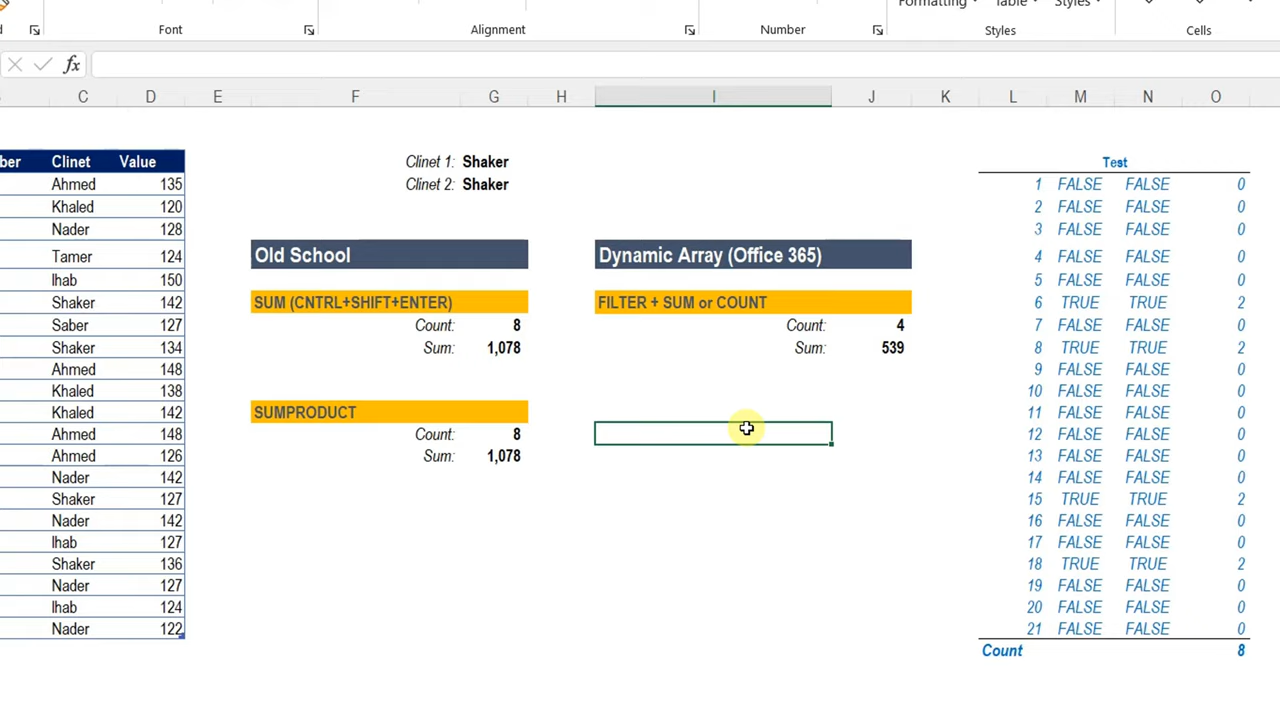 Formatting Table Styles
Font Alignment Number Styles Cells
fx
C D E F G H I J K L M N O
ber Clinet Value Clinet 1: Shaker Test
Ahmed 135 Clinet 2: Shaker 1 FALSE FALSE 0
Khaled 120 2 FALSE FALSE 0
Nader 128 3 FALSE FALSE 0
Tamer 124 Old School Dynamic Array (Office 365) 4 FALSE FALSE 0
Ihab 150 5 FALSE FALSE 0
Shaker 142 SUM (CNTRL+SHIFT+ENTER) FILTER + SUM or COUNT 6 TRUE TRUE 2
Saber 127 Count: 8 Count: 4 7 FALSE FALSE 0
Shaker 134 Sum: 1,078 Sum: 539 8 TRUE TRUE 2
Ahmed 148 9 FALSE FALSE 0
Khaled 138 10 FALSE FALSE 0
Khaled 142 SUMPRODUCT 11 FALSE FALSE 0
Ahmed 148 Count: 8 12 FALSE FALSE 0
Ahmed 126 Sum: 1,078 13 FALSE FALSE 0
Nader 142 14 FALSE FALSE 0
Shaker 127 15 TRUE TRUE 2
Nader 142 16 FALSE FALSE 0
Ihab 127 17 FALSE FALSE 0
Shaker 136 18 TRUE TRUE 2
Nader 127 19 FALSE FALSE 0
Ihab 124 20 FALSE FALSE 0
Nader 122 21 FALSE FALSE 0
Count 8